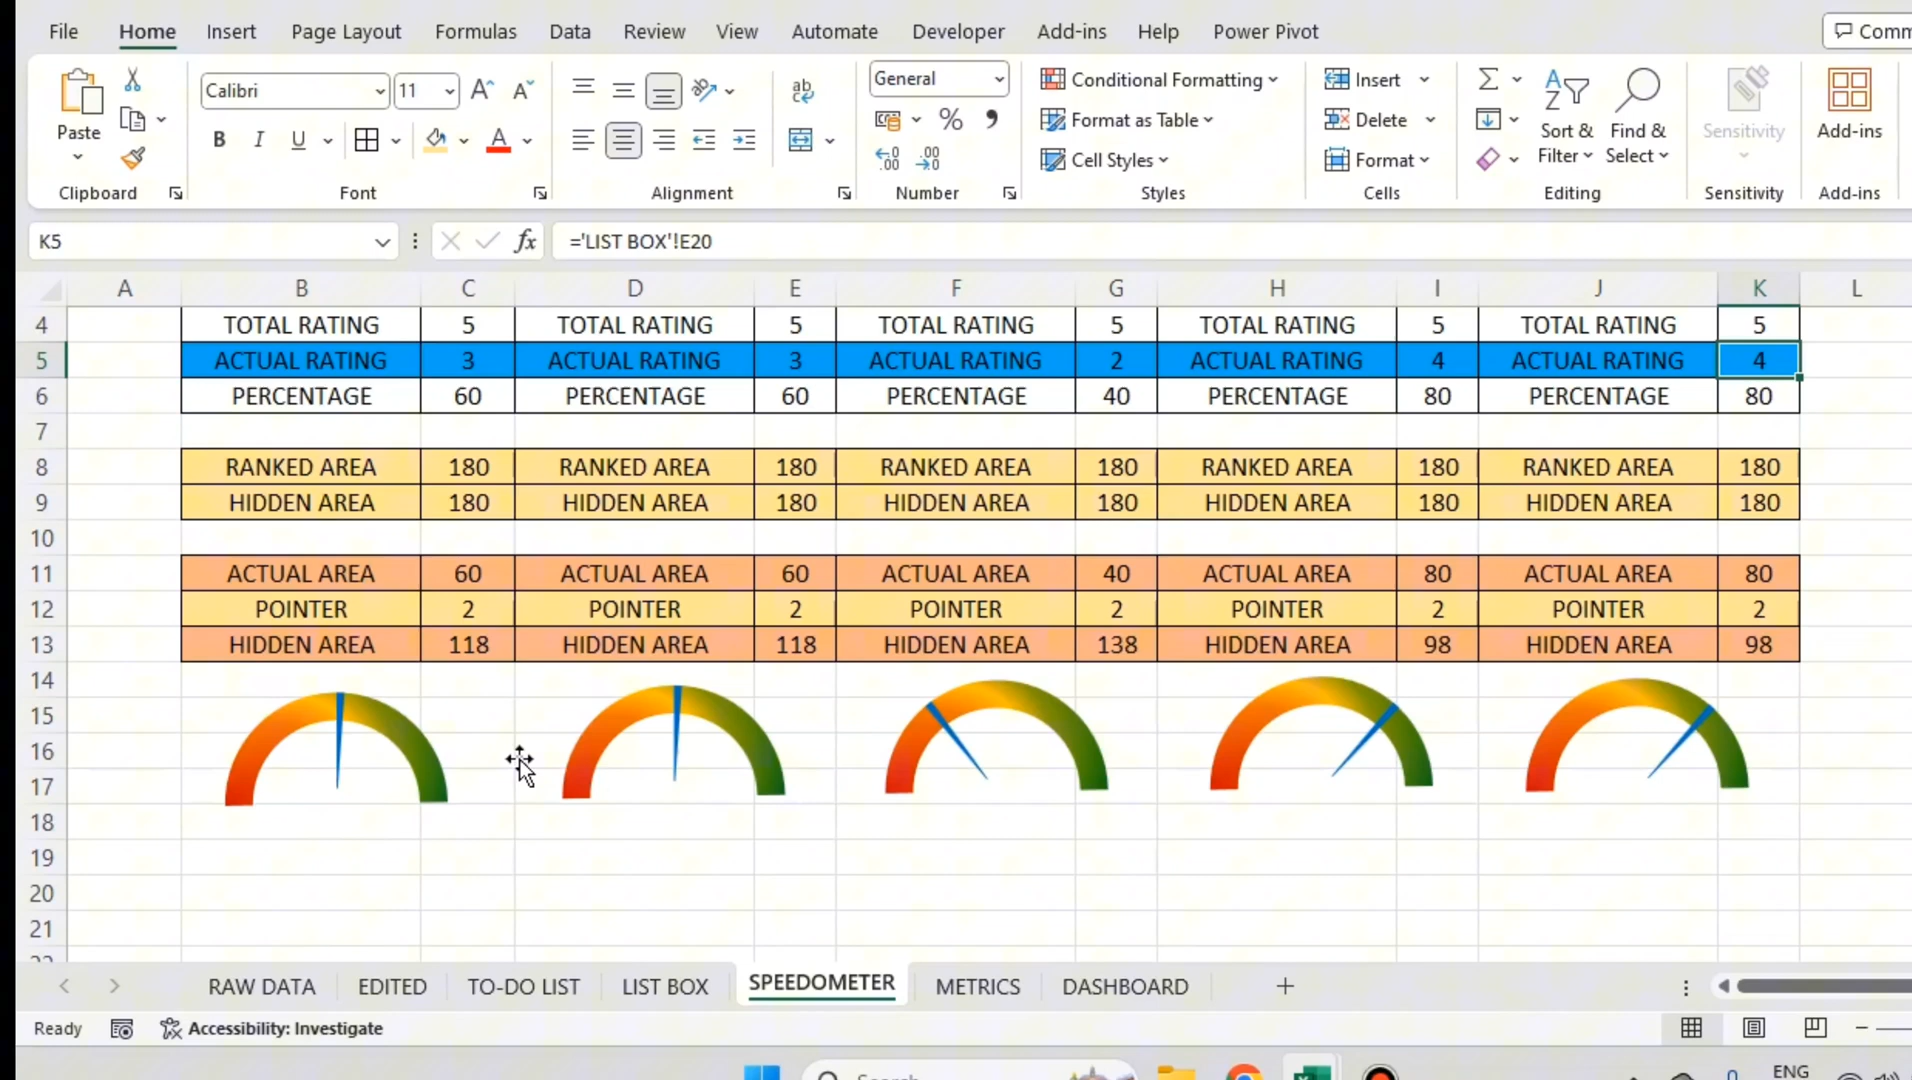 File Home Insert Page Layout Formulas Data Review View Automate Developer Add-ins Help Power Pivot
Calibri 11 General Conditional Formatting Insert
Paste Format as Table Delete Sort & Filter Find & Select Sensitivity Add-ins
B I U A Cell Styles Format
Clipboard Font Alignment Number Styles Cells Editing Sensitivity Add-ins
K5 fx ='LIST BOX'!E20
A B C D E F G H I J K L
4 TOTAL RATING 5 TOTAL RATING 5 TOTAL RATING 5 TOTAL RATING 5 TOTAL RATING 5
5 ACTUAL RATING 3 ACTUAL RATING 3 ACTUAL RATING 2 ACTUAL RATING 4 ACTUAL RATING 4
6 PERCENTAGE 60 PERCENTAGE 60 PERCENTAGE 40 PERCENTAGE 80 PERCENTAGE 80
7
8 RANKED AREA 180 RANKED AREA 180 RANKED AREA 180 RANKED AREA 180 RANKED AREA 180
9 HIDDEN AREA 180 HIDDEN AREA 180 HIDDEN AREA 180 HIDDEN AREA 180 HIDDEN AREA 180
10
11 ACTUAL AREA 60 ACTUAL AREA 60 ACTUAL AREA 40 ACTUAL AREA 80 ACTUAL AREA 80
12 POINTER 2 POINTER 2 POINTER 2 POINTER 2 POINTER 2
13 HIDDEN AREA 118 HIDDEN AREA 118 HIDDEN AREA 138 HIDDEN AREA 98 HIDDEN AREA 98
14
15
16
17
18
19
20
21
RAW DATA EDITED TO-DO LIST LIST BOX SPEEDOMETER METRICS DASHBOARD
Ready Accessibility: Investigate
ENG